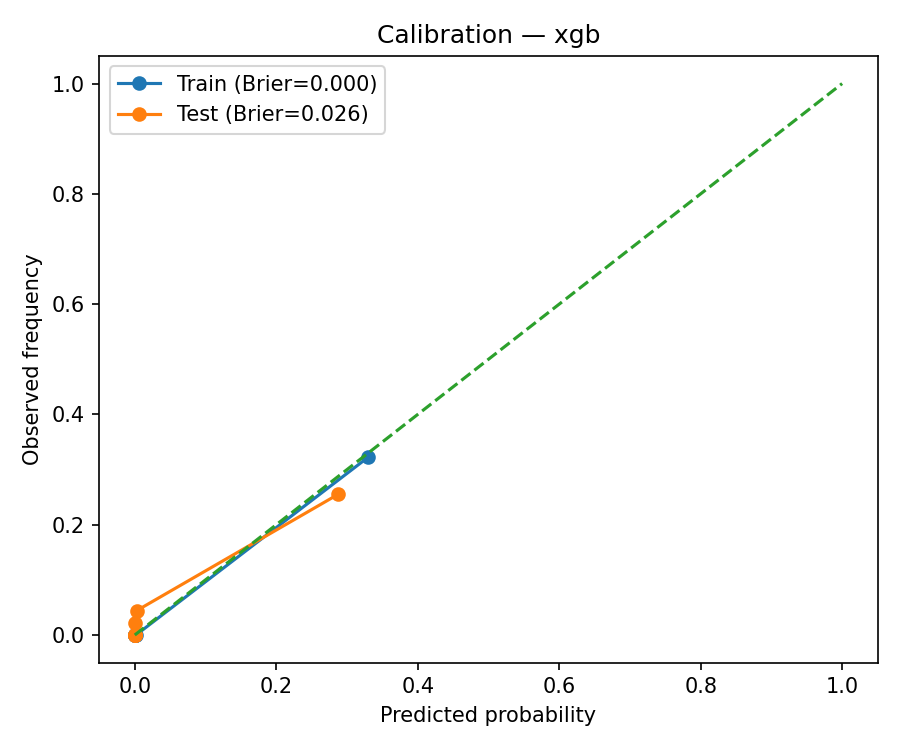 Calibration — xgb
Train (Brier=0.000)
Test (Brier=0.026)
Observed frequency
1.0
0.8
0.6
0.4
0.2
0.0
0.0 0.2 0.4 0.6 0.8 1.0
Predicted probability